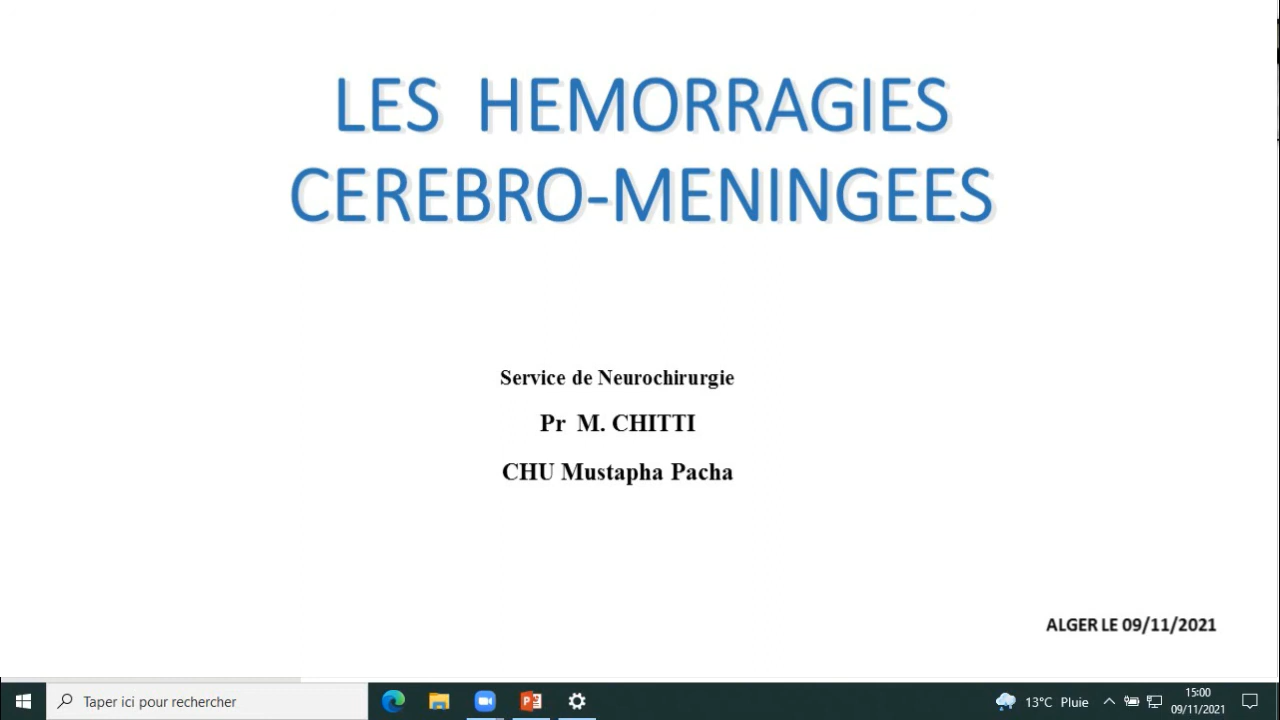 LES HEMORRAGIES
CEREBRO-MENINGEES
Service de Neurochirurgie
Pr M. CHITTI
CHU Mustapha Pacha
ALGER LE 09/11/2021
Taper ici pour rechercher
13°C Pluie
15:00
09/11/2021